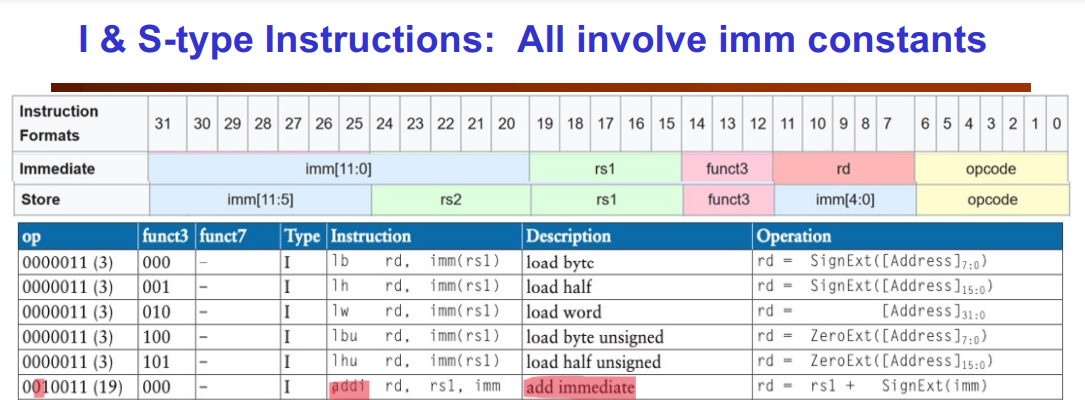 I & S-type Instructions: All involve imm constants
Instruction Formats 31 30 29 28 27 26 25 24 23 22 21 20 19 18 17 16 15 14 13 12 11 10 9 8 7 6 5 4 3 2 1 0
Immediate imm[11:0] rs1 funct3 rd opcode
Store imm[11:5] rs2 rs1 funct3 imm[4:0] opcode
op funct3 funct7 Type Instruction Description Operation
0000011 (3) 000 – I lb rd, imm(rs1) load byte rd = SignExt([Address]7:0)
0000011 (3) 001 – I lh rd, imm(rs1) load half rd = SignExt([Address]15:0)
0000011 (3) 010 – I lw rd, imm(rs1) load word rd = [Address]31:0
0000011 (3) 100 – I lbu rd, imm(rs1) load byte unsigned rd = ZeroExt([Address]7:0)
0000011 (3) 101 – I lhu rd, imm(rs1) load half unsigned rd = ZeroExt([Address]15:0)
0010011 (19) 000 – I addi rd, rs1, imm add immediate rd = rs1 + SignExt(imm)